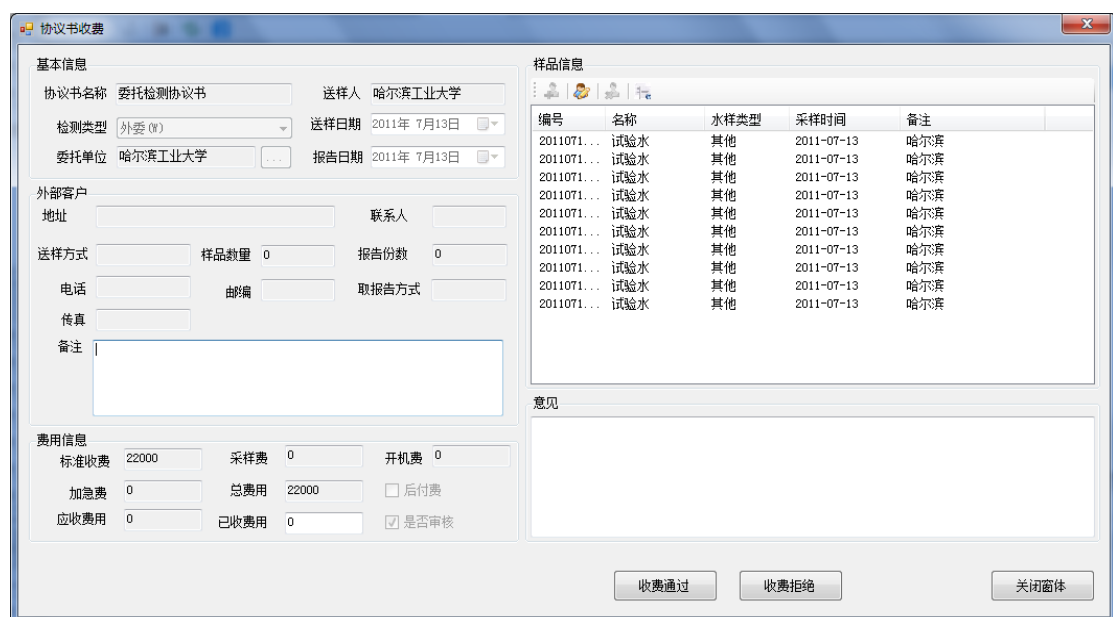 协议书收费
基本信息
协议书名称 委托检测协议书 送样人 哈尔滨工业大学
检测类型 外委(W) 送样日期 2011年 7月13日
委托单位 哈尔滨工业大学 ... 报告日期 2011年 7月13日
外部客户
地址 联系人
送样方式 样品数量 0 报告份数 0
电话 邮编 取报告方式
传真
备注
费用信息
标准收费 22000 采样费 0 开机费 0
加急费 0 总费用 22000 后付费
应收费用 0 已收费用 0 是否审核
样品信息
编号 名称 水样类型 采样时间 备注
2011071... 试验水 其他 2011-07-13 哈尔滨
2011071... 试验水 其他 2011-07-13 哈尔滨
2011071... 试验水 其他 2011-07-13 哈尔滨
2011071... 试验水 其他 2011-07-13 哈尔滨
2011071... 试验水 其他 2011-07-13 哈尔滨
2011071... 试验水 其他 2011-07-13 哈尔滨
2011071... 试验水 其他 2011-07-13 哈尔滨
2011071... 试验水 其他 2011-07-13 哈尔滨
2011071... 试验水 其他 2011-07-13 哈尔滨
2011071... 试验水 其他 2011-07-13 哈尔滨
意见
收费通过 收费拒绝 关闭窗体